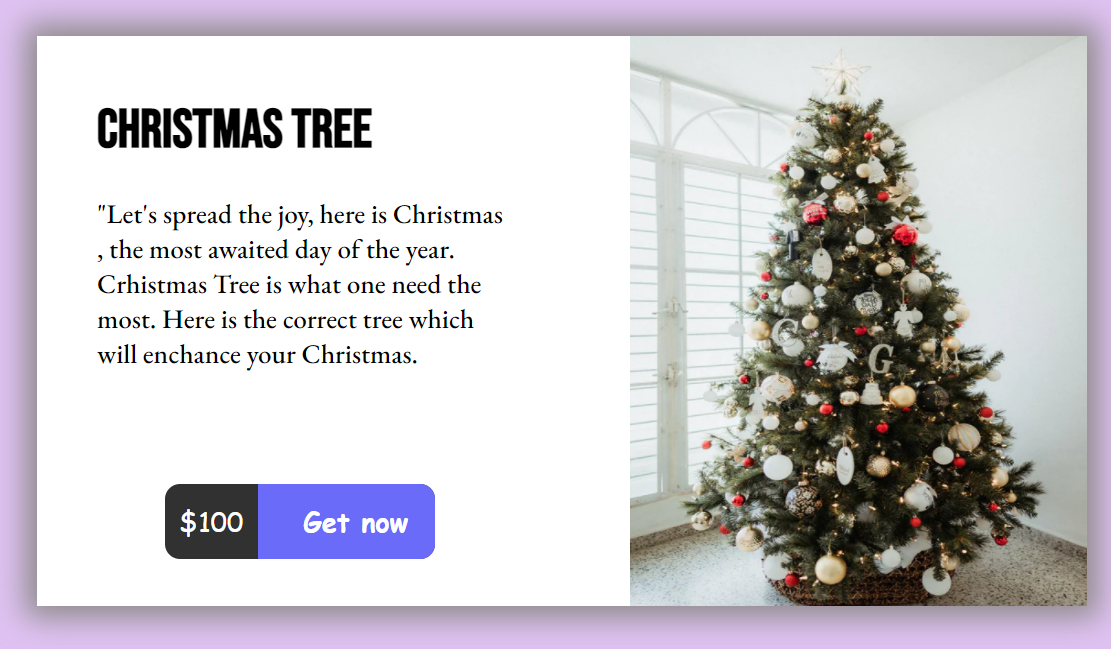 CHRISTMAS TREE
"Let's spread the joy, here is Christmas
, the most awaited day of the year.
Crhistmas Tree is what one need the
most. Here is the correct tree which
will enchance your Christmas.
$100 Get now
G